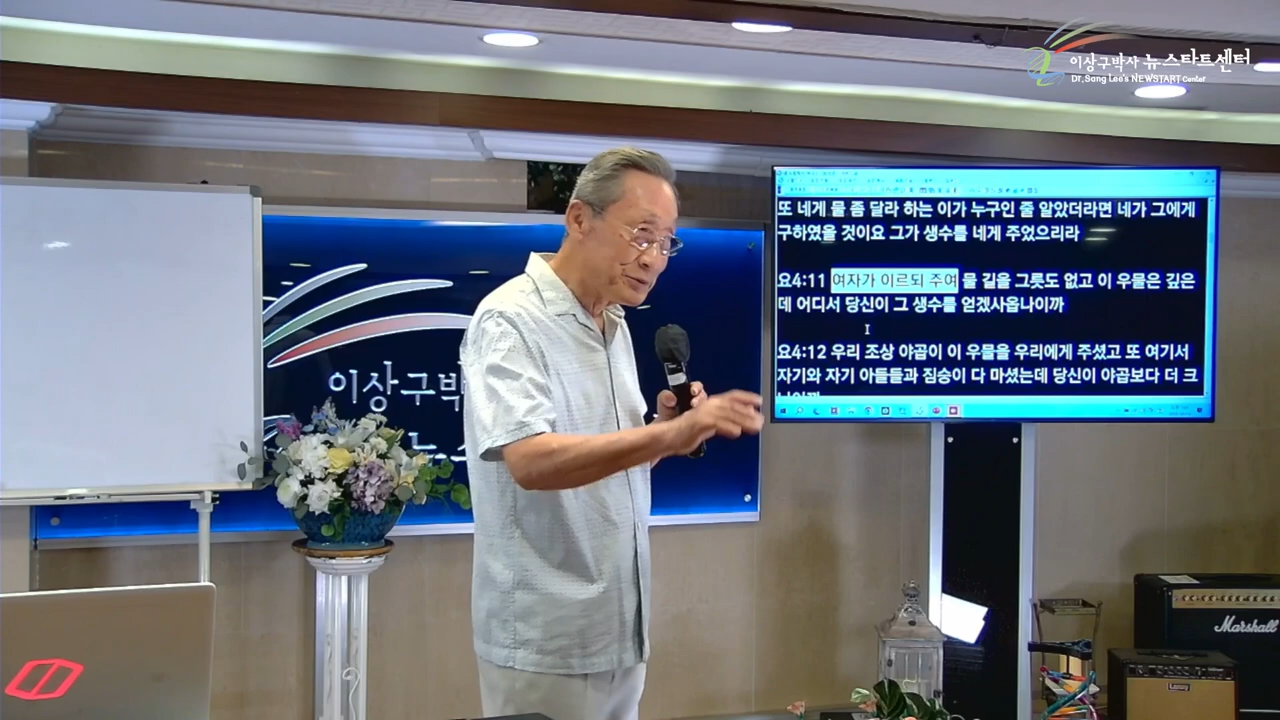 이상구박사 뉴스타트센터
Dr. Sang Lee's NEWSTART Center
또 네게 물 좀 달라 하는 이가 누구인 줄 알았더라면 네가 그에게
구하였을 것이요 그가 생수를 네게 주었으리라
요4:11 여자가 이르되 주여 물 길을 그릇도 없고 이 우물은 깊은
데 어디서 당신이 그 생수를 얻겠사옵나이까
요4:12 우리 조상 야곱이 이 우물을 우리에게 주셨고 또 여기서
자기와 자기 아들들과 짐승이 다 마셨는데 당신이 야곱보다 더 크
이상구박
뉴스
Marshall
Laney